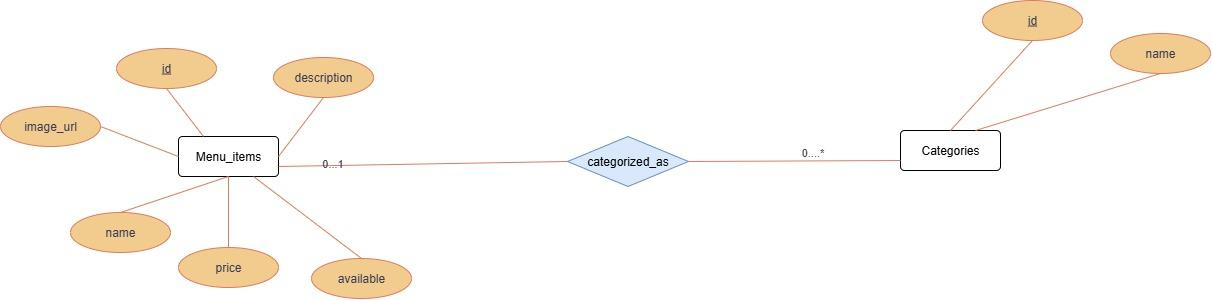 id
name
id
description
image_url
Menu_items
0...1
categorized_as
0....*
Categories
name
price
available